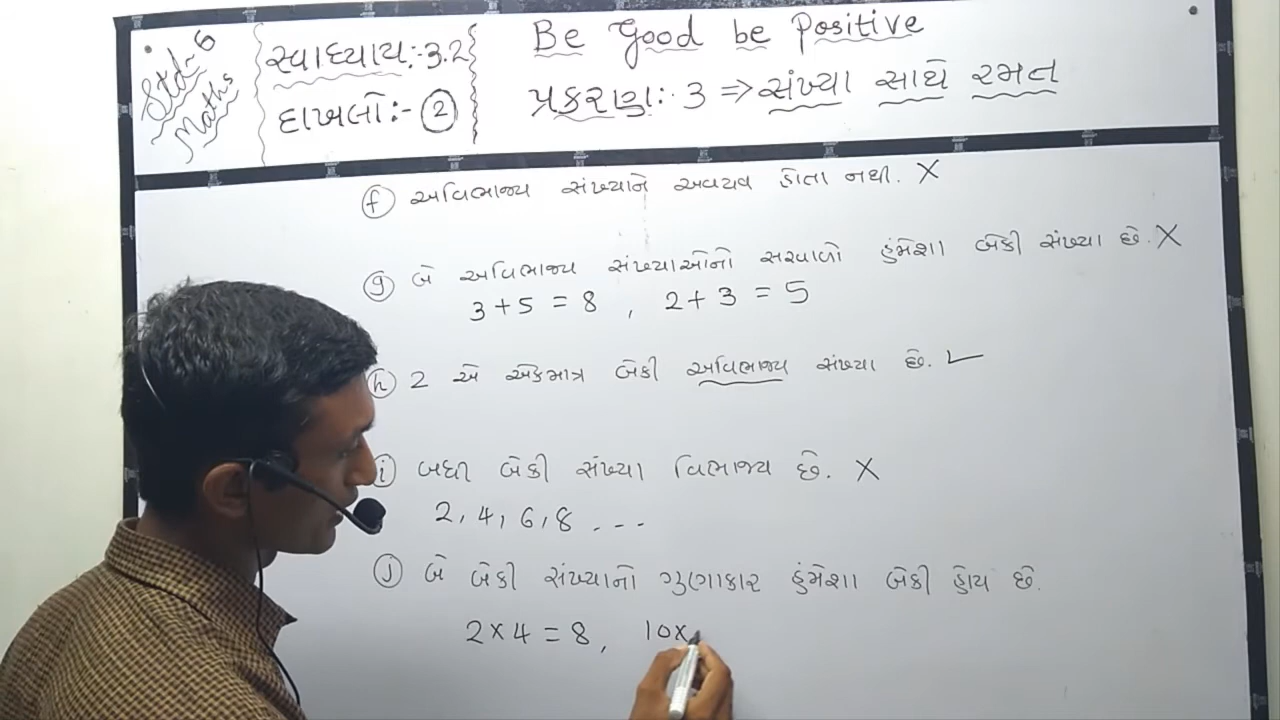 Std-6
Maths
સ્વાધ્યાય:-3.2
દાખલો:- ②
Be Good be Positive
પ્રકરણ:- 3 ⇒ સંખ્યા સાથે રમત
ⓕ અવિભાજ્ય સંખ્યાને અવયવ હોતા નથી. X
ⓖ બે અવિભાજ્ય સંખ્યાઓનો સરવાળો હંમેશા બેકી સંખ્યા છે. X
3 + 5 = 8 , 2 + 3 = 5
ⓗ 2 એ એકમાત્ર બેકી અવિભાજ્ય સંખ્યા છે. ✓
ⓘ બધી બેકી સંખ્યા વિભાજ્ય છે. X
2, 4, 6, 8 . - - -
ⓙ બે બેકી સંખ્યાનો ગુણાકાર હંમેશા બેકી હોય છે.
2 × 4 = 8 , 10 ×